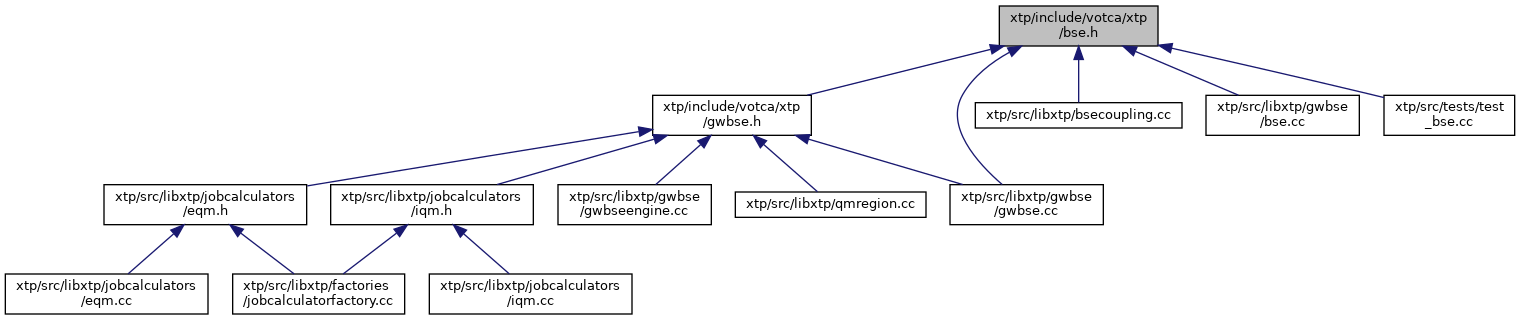 xtp/include/votca/xtp
/bse.h
xtp/include/votca/xtp
/gwbse.h
xtp/src/libxtp/bsecoupling.cc
xtp/src/libxtp/gwbse
/bse.cc
xtp/src/tests/test
_bse.cc
xtp/src/libxtp/jobcalculators
/eqm.h
xtp/src/libxtp/jobcalculators
/iqm.h
xtp/src/libxtp/gwbse
/gwbseengine.cc
xtp/src/libxtp/qmregion.cc
xtp/src/libxtp/gwbse
/gwbse.cc
xtp/src/libxtp/jobcalculators
/eqm.cc
xtp/src/libxtp/factories
/jobcalculatorfactory.cc
xtp/src/libxtp/jobcalculators
/iqm.cc